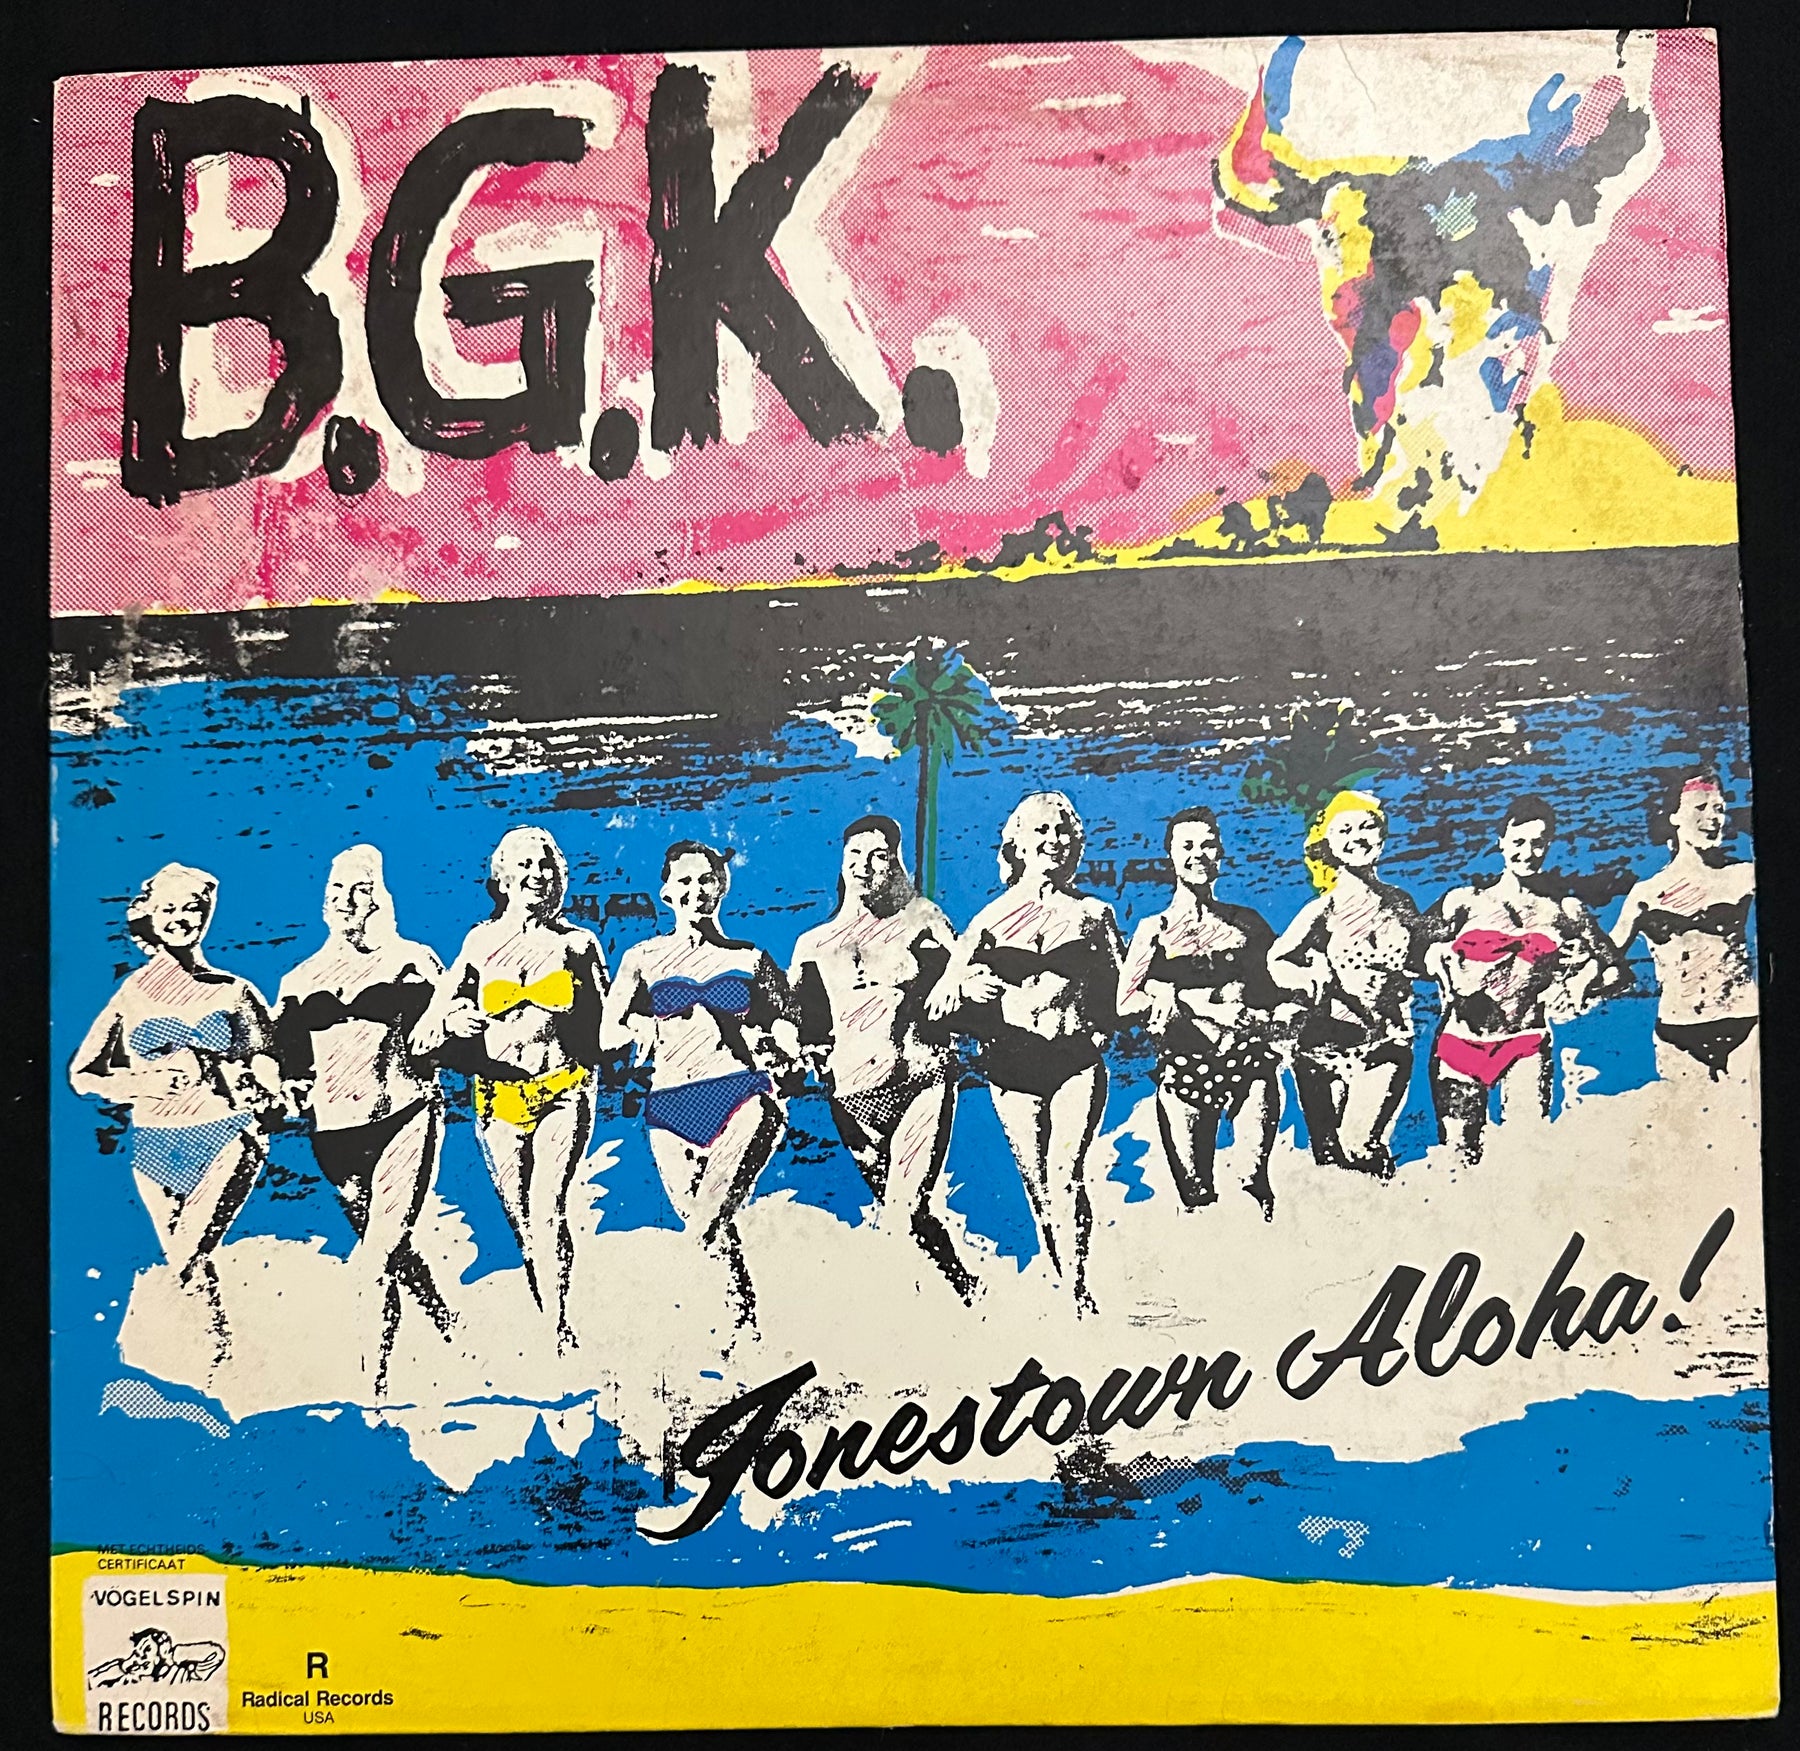 B.G.K.
Jonestown Aloha!
MET ECHTHEIDS
CERTIFICAAT
VOGELSPIN
RECORDS
R
Radical Records
USA